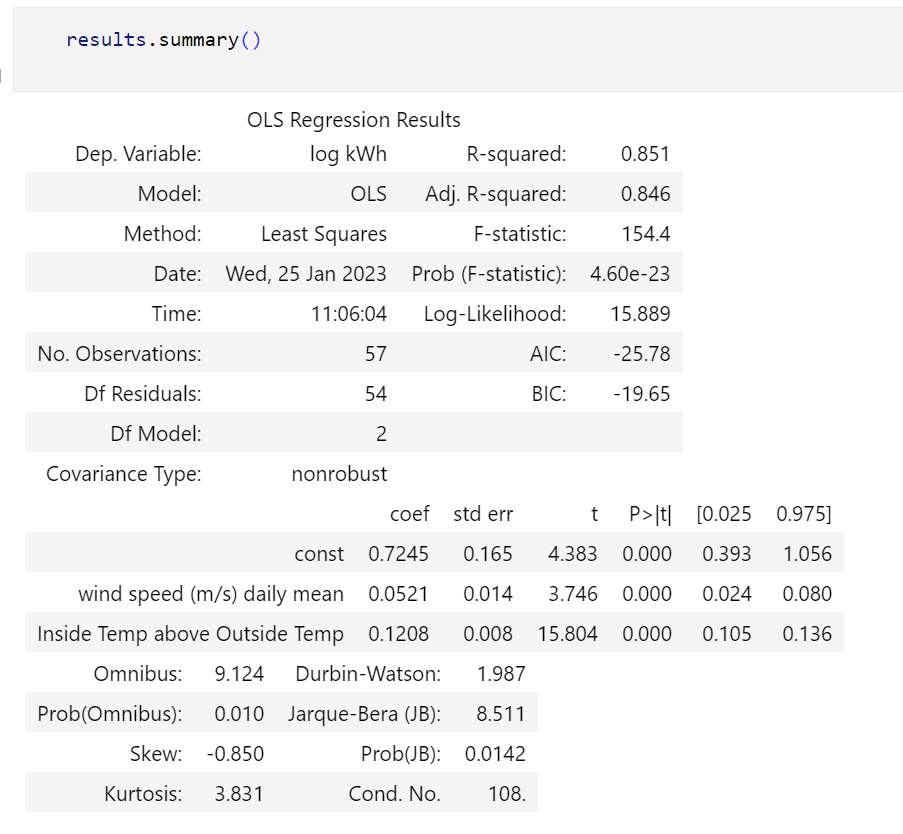 results.summary()
OLS Regression Results
Dep. Variable: log kWh R-squared: 0.851
Model: OLS Adj. R-squared: 0.846
Method: Least Squares F-statistic: 154.4
Date: Wed, 25 Jan 2023 Prob (F-statistic): 4.60e-23
Time: 11:06:04 Log-Likelihood: 15.889
No. Observations: 57 AIC: -25.78
Df Residuals: 54 BIC: -19.65
Df Model: 2
Covariance Type: nonrobust
coef std err t P>|t| [0.025 0.975]
const 0.7245 0.165 4.383 0.000 0.393 1.056
wind speed (m/s) daily mean 0.0521 0.014 3.746 0.000 0.024 0.080
Inside Temp above Outside Temp 0.1208 0.008 15.804 0.000 0.105 0.136
Omnibus: 9.124 Durbin-Watson: 1.987
Prob(Omnibus): 0.010 Jarque-Bera (JB): 8.511
Skew: -0.850 Prob(JB): 0.0142
Kurtosis: 3.831 Cond. No. 108.